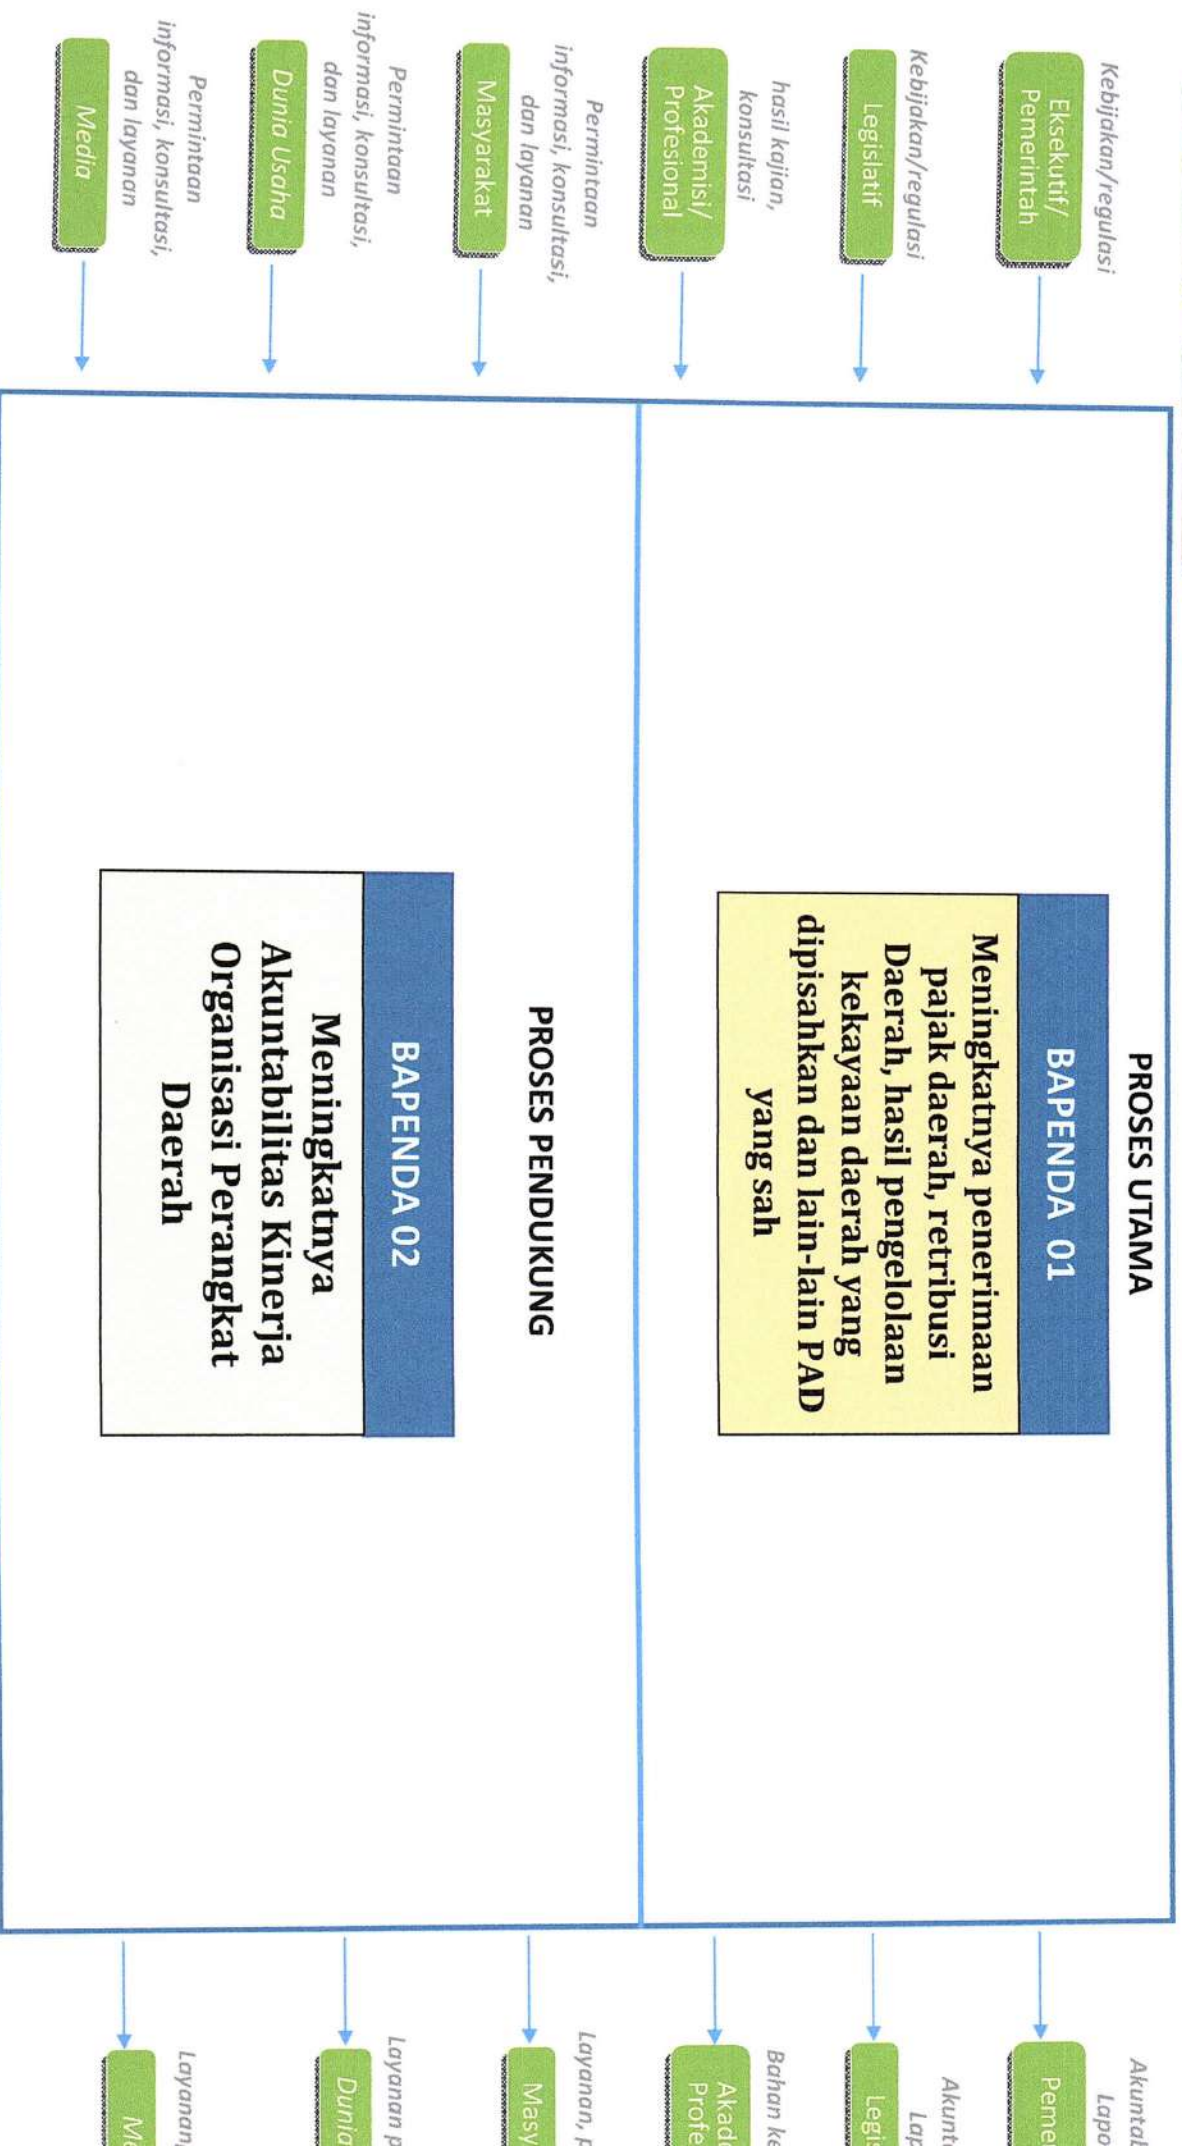 Kebijakan/regulasi
Eksekutif/
Pemerintah
Kebijakan/regulasi
Legislatif
hasil kajian,
konsultasi
Akademisi/
Profesional
Permintaan
informasi, konsultasi,
dan layanan
Masyarakat
Permintaan
informasi, konsultasi,
dan layanan
Dunia Usaha
Permintaan
informasi, konsultasi,
dan layanan
Media
PROSES UTAMA
BAPENDA 01
Meningkatnya penerimaan
pajak daerah, retribusi
Daerah, hasil pengelolaan
kekayaan daerah yang
dipisahkan dan lain-lain PAD
yang sah
PROSES PENDUKUNG
BAPENDA 02
Meningkatnya
Akuntabilitas Kinerja
Organisasi Perangkat
Daerah
Layanan,
Dunia
Bahan